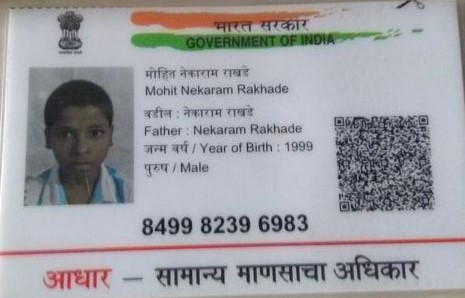 भारत सरकार
GOVERNMENT OF INDIA
मोहित नेकाराम राखडे
Mohit Nekaram Rakhade
वडील : नेकाराम राखडे
Father : Nekaram Rakhade
जन्म वर्ष / Year of Birth : 1999
पुरुष / Male
8499 8239 6983
आधार — सामान्य माणसाचा अधिकार